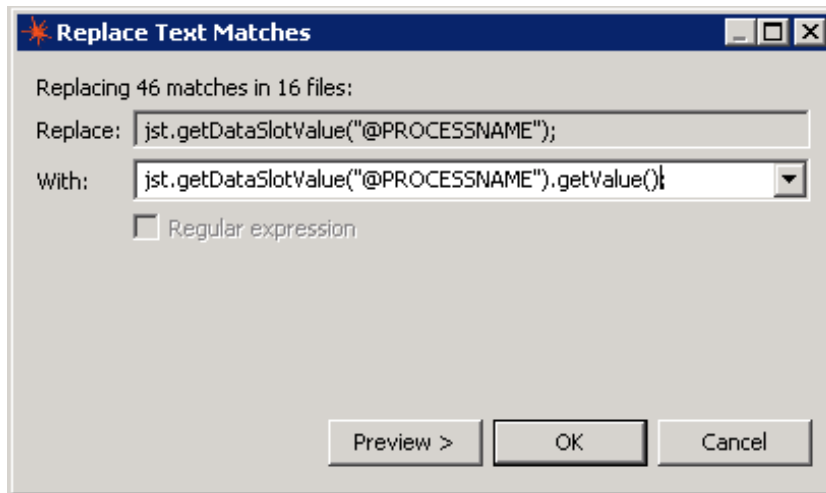 Replace Text Matches
Replacing 46 matches in 16 files:
Replace: jst.getDataSlotValue("@PROCESSNAME");
With: jst.getDataSlotValue("@PROCESSNAME").getValue();
Regular expression
Preview > OK Cancel